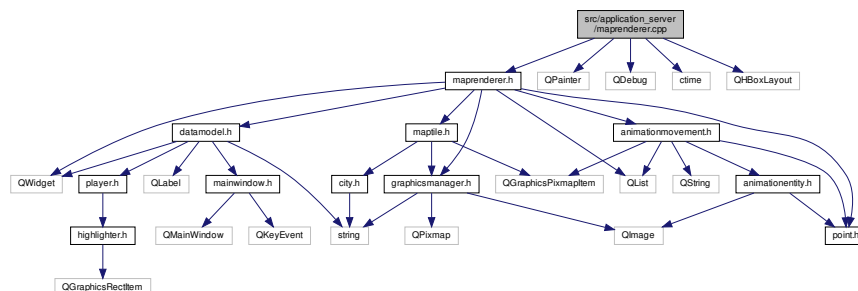 src/application_server
/maprenderer.cpp
maprenderer.h
QPainter
QDebug
ctime
QHBoxLayout
datamodel.h
maptile.h
animationmovement.h
QWidget
player.h
QLabel
mainwindow.h
city.h
graphicsmanager.h
QGraphicsPixmapItem
QList
QString
animationentity.h
highlighter.h
QMainWindow
QKeyEvent
string
QPixmap
QImage
point.h
QGraphicsRectItem